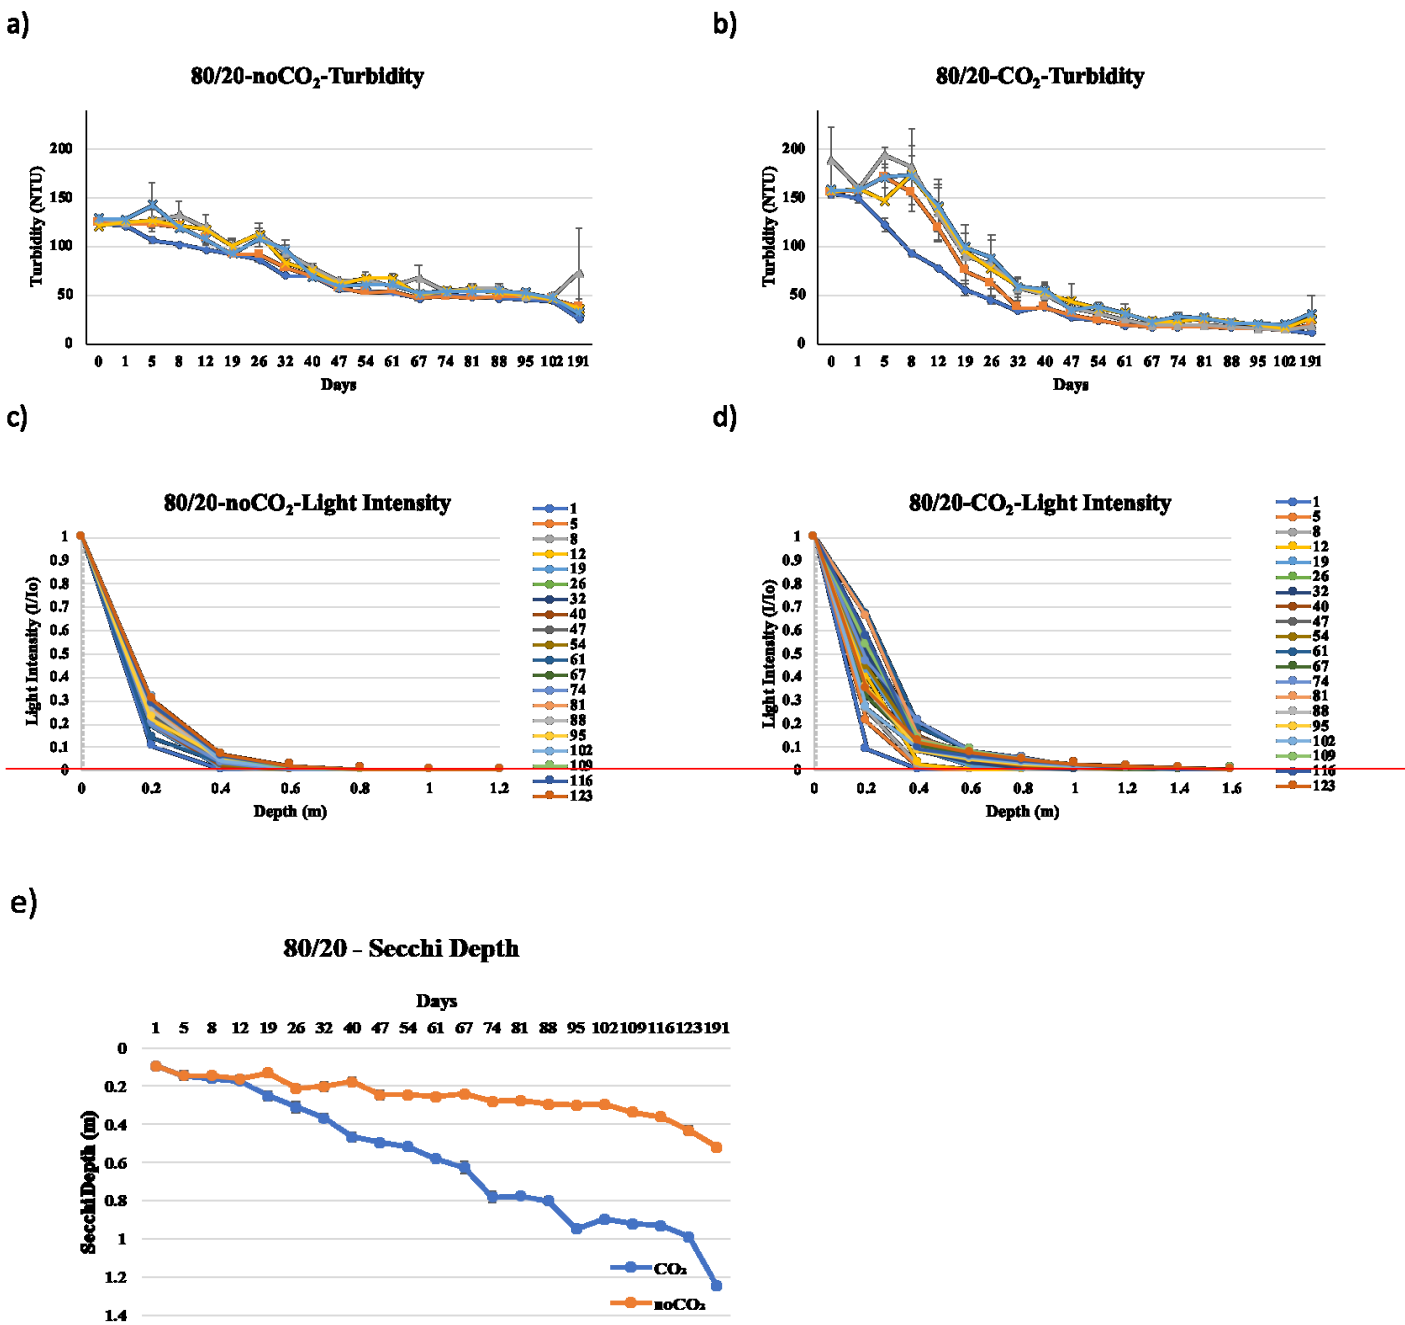 a)
80/20-noCO₂-Turbidity
Turbidity (NTU)
200
150
100
50
0
0 1 5 8 12 19 26 32 40 47 54 61 67 74 81 88 95 102 191
Days
b)
80/20-CO₂-Turbidity
Turbidity (NTU)
200
150
100
50
0
0 1 5 8 12 19 26 32 40 47 54 61 67 74 81 88 95 102 191
Days
c)
80/20-noCO₂-Light Intensity
Light Intensity (I/Io)
1
0.9
0.8
0.7
0.6
0.5
0.4
0.3
0.2
0.1
0
0 0.2 0.4 0.6 0.8 1 1.2
Depth (m)
1
5
8
12
19
26
32
40
47
54
61
67
74
81
88
95
102
109
116
123
d)
80/20-CO₂-Light Intensity
Light Intensity (I/Io)
1
0.9
0.8
0.7
0.6
0.5
0.4
0.3
0.2
0.1
0
0 0.2 0.4 0.6 0.8 1 1.2 1.4 1.6
Depth (m)
1
5
8
12
19
26
32
40
47
54
61
67
74
81
88
95
102
109
116
123
e)
80/20 - Secchi Depth
Days
1 5 8 12 19 26 32 40 47 54 61 67 74 81 88 95 102 109 116 123 191
Secchi Depth (m)
0
0.2
0.4
0.6
0.8
1
1.2
1.4
CO₂
noCO₂